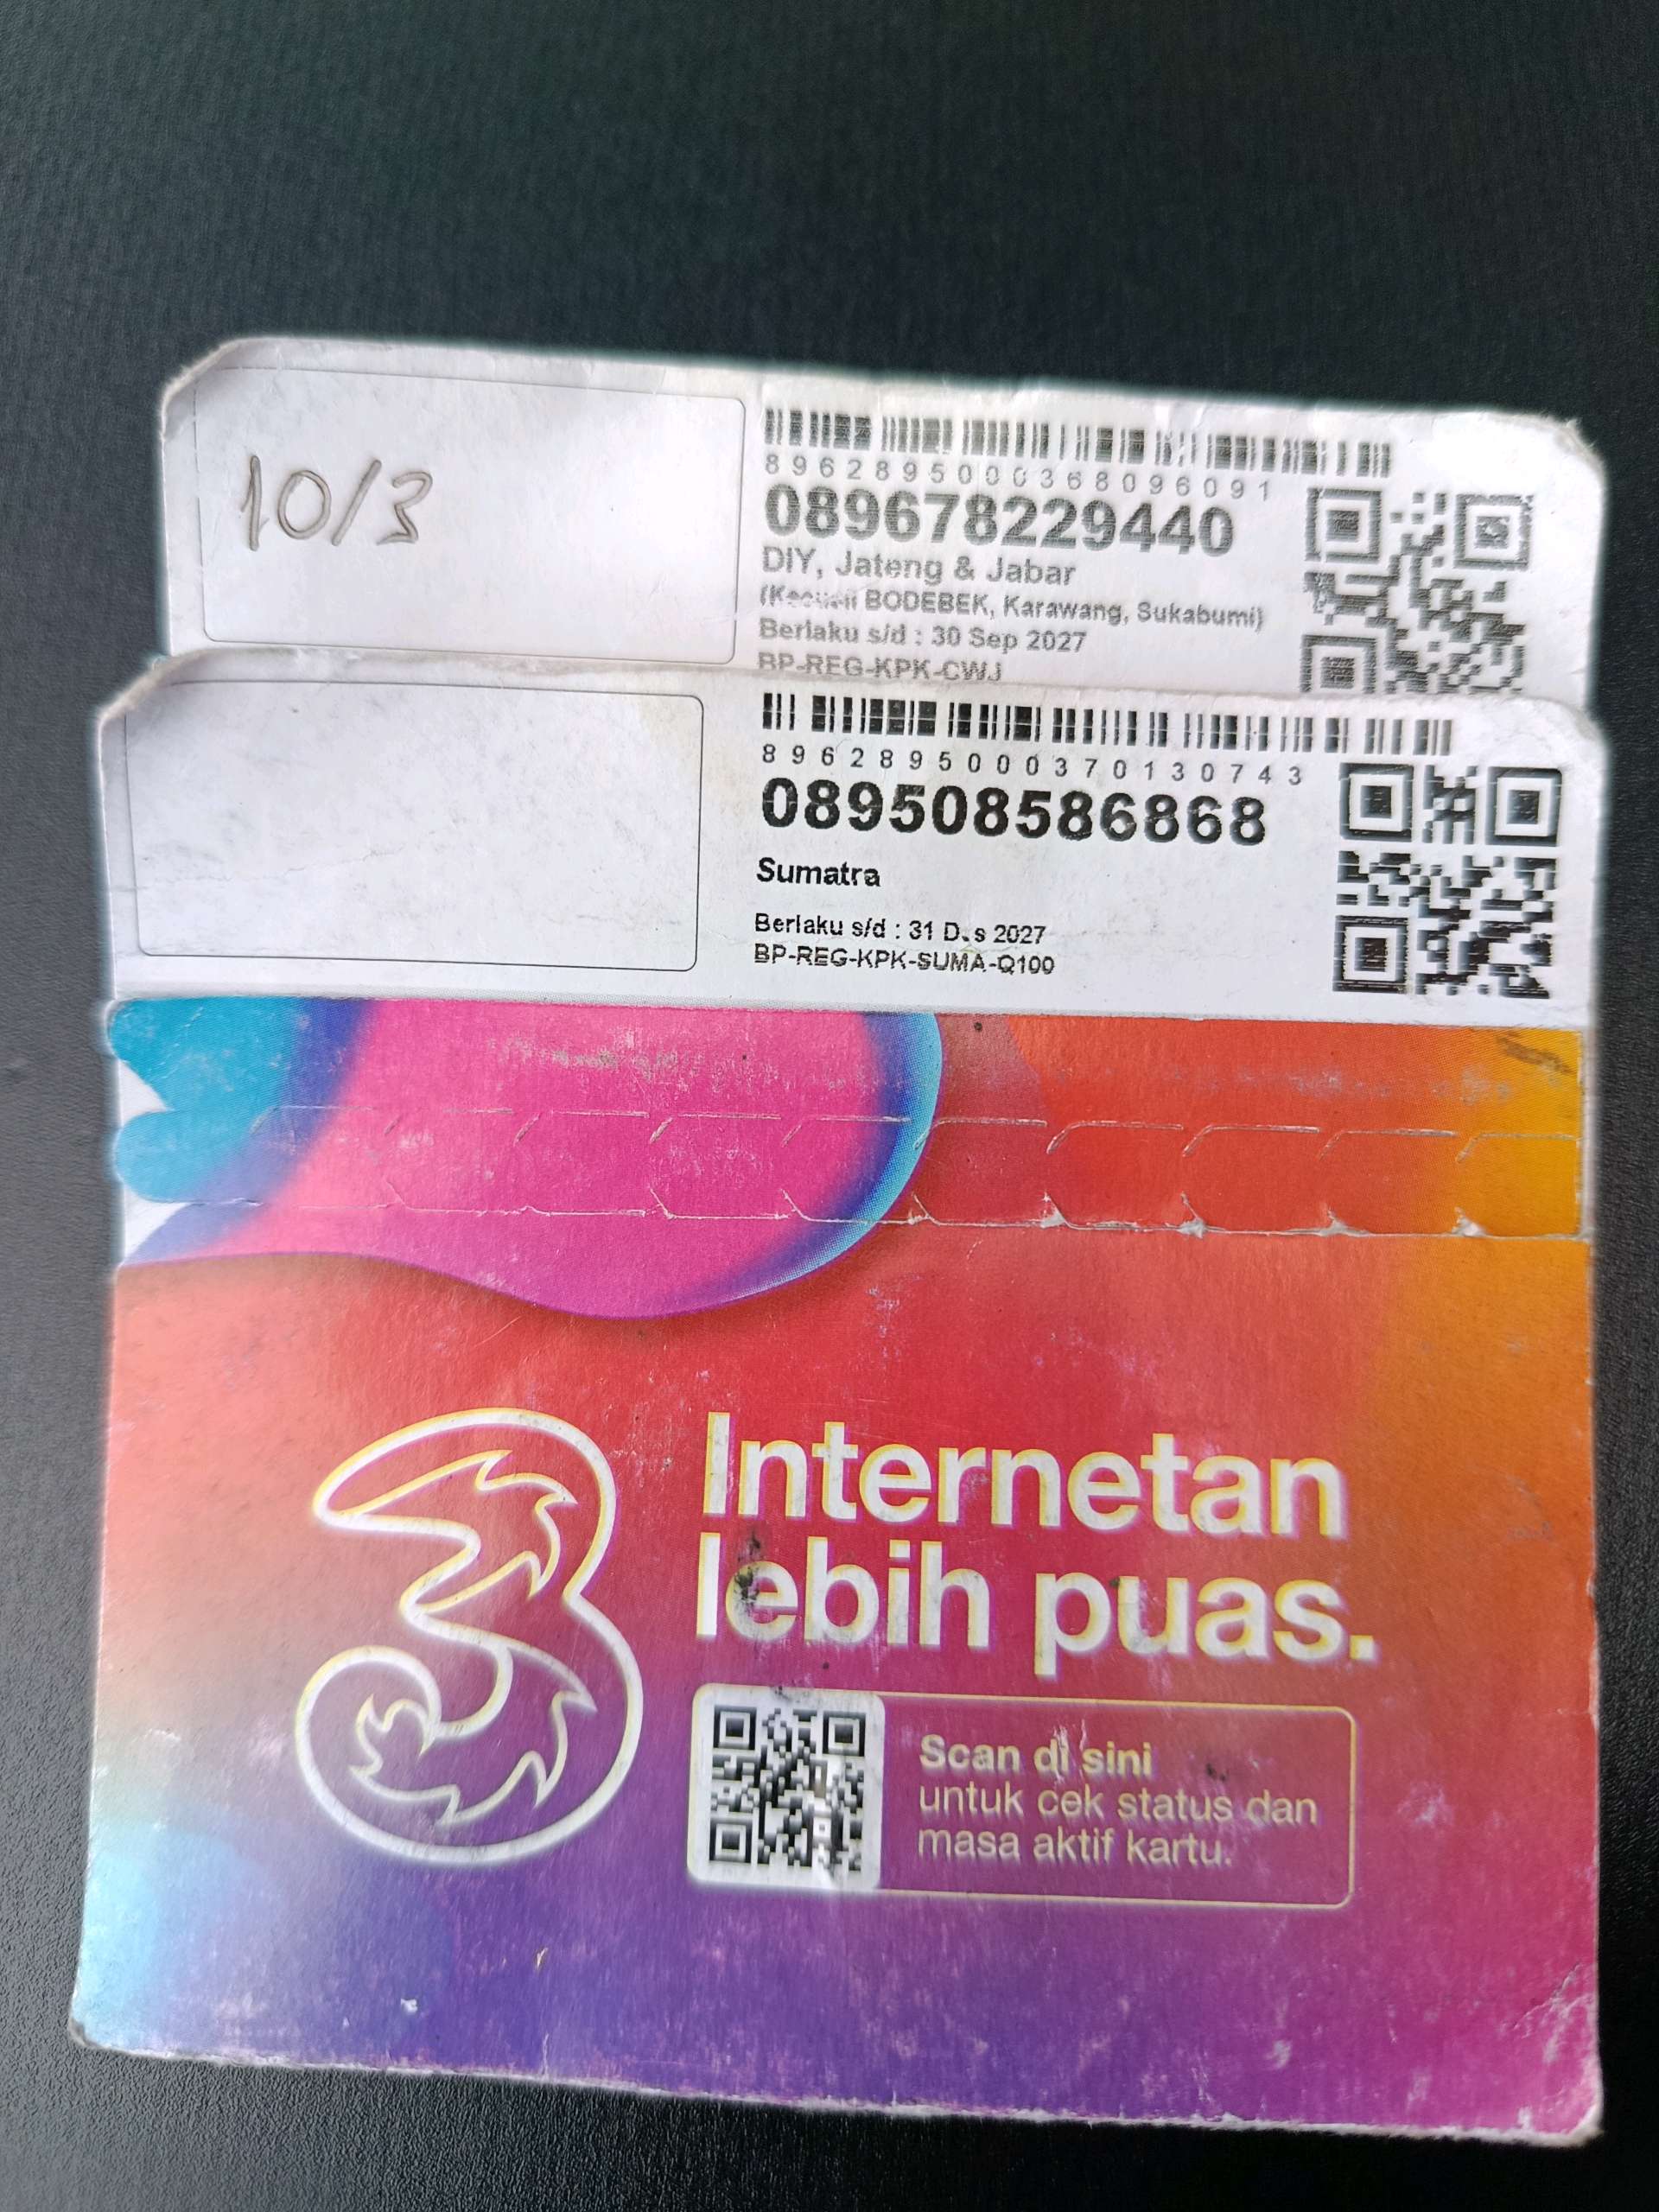 10/3
8962895000368096091
089678229440
DIY, Jateng & Jabar
BODEBEK, Karawang, Sukabumi)
Berlaku s/d : 30 Sep 2027
BP-REG-KPK-CWJ
8962895000370130743
089508586868
Sumatra
Berlaku s/d : 31 2027
BP-REG-KPK-SUMA-Q100
3
Internetan
lebih puas.
Scan di sini
untuk cek status dan
masa aktif kartu.